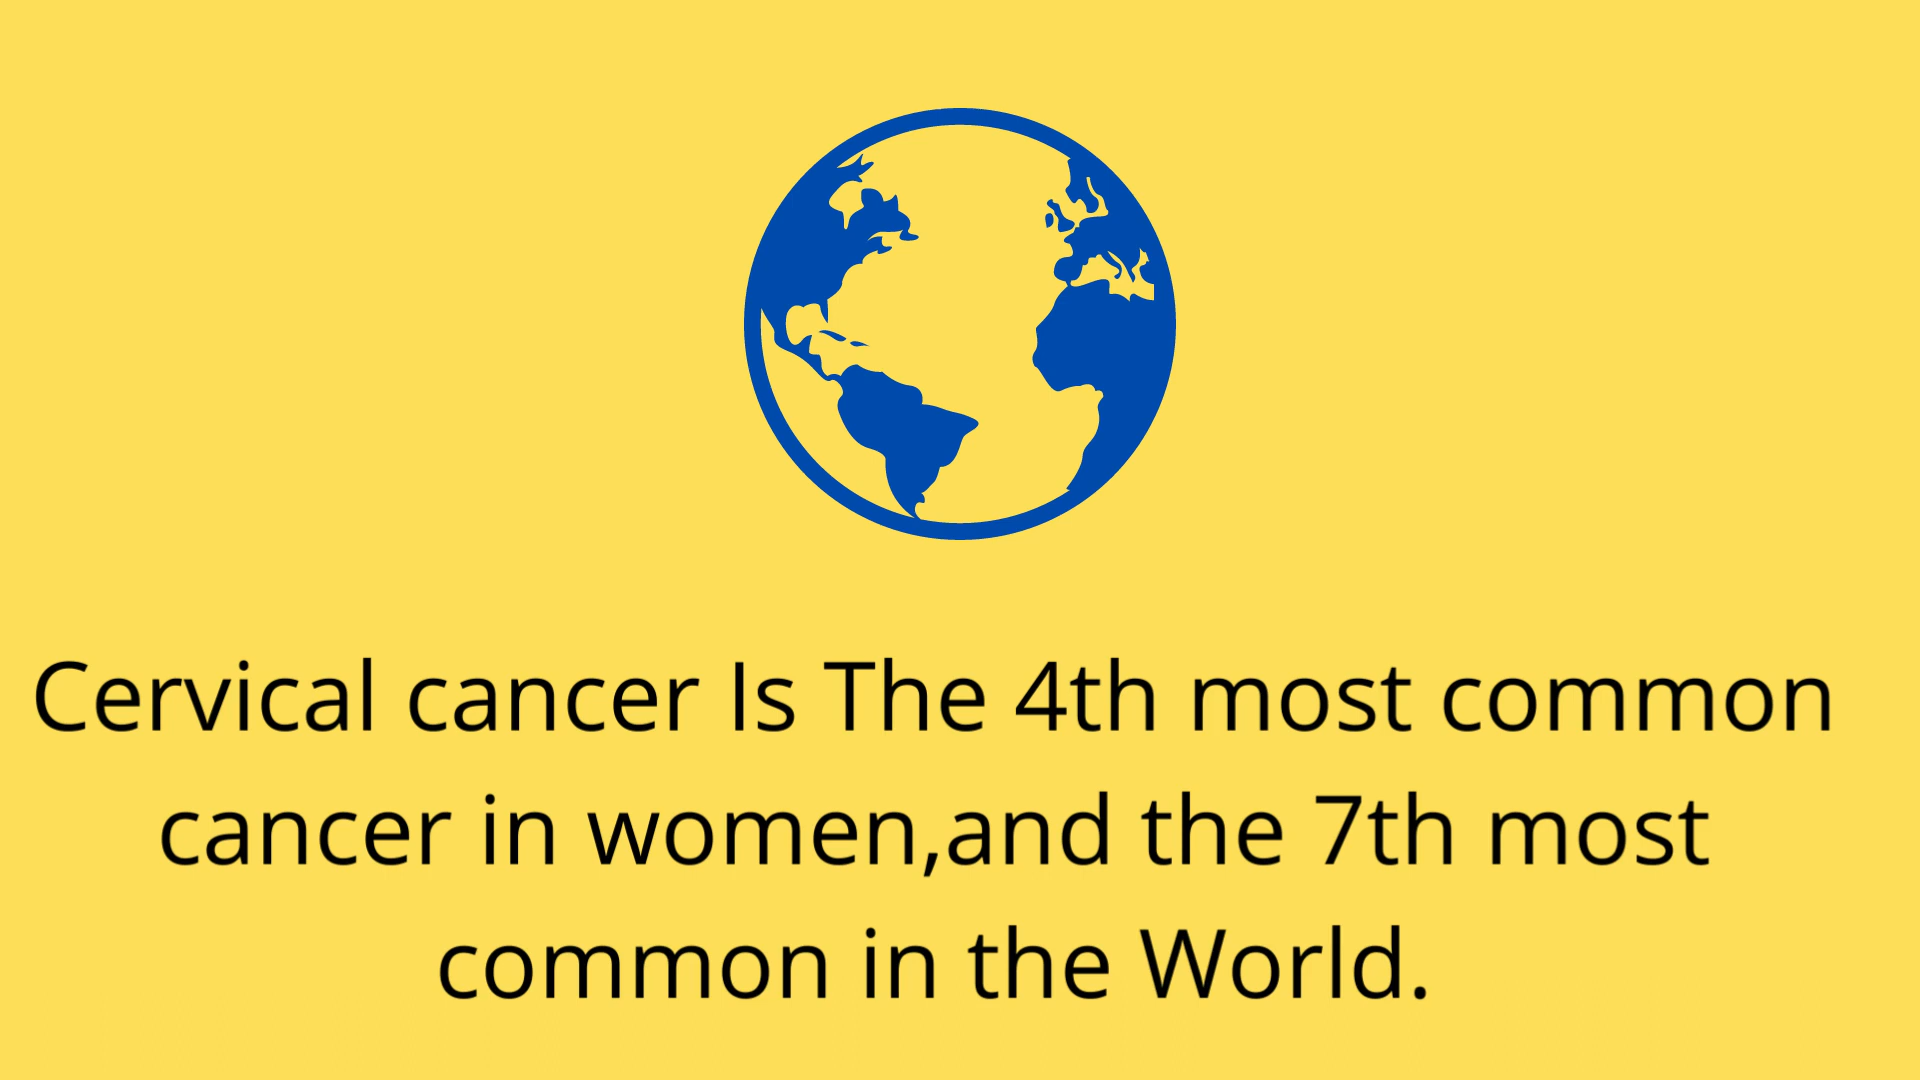 Cervical cancer Is The 4th most common
cancer in women,and the 7th most
common in the World.